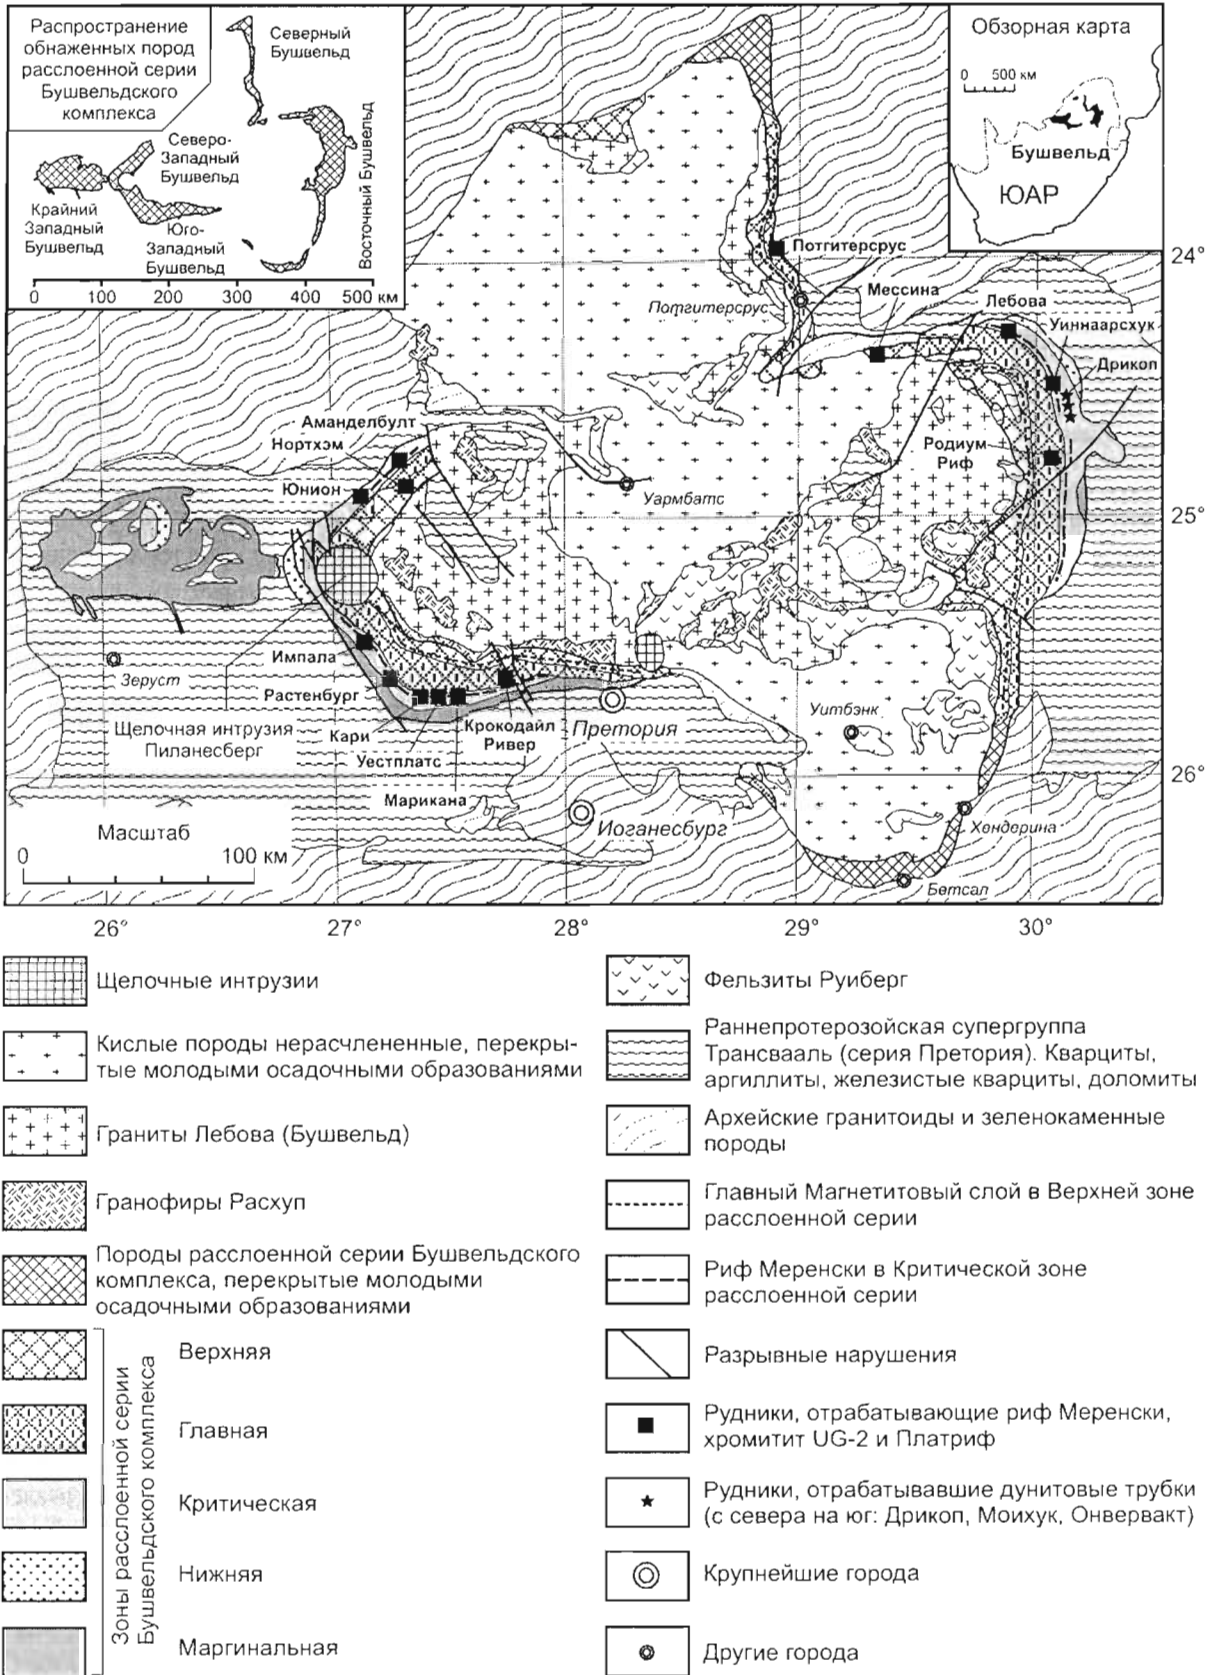 Распространение
обнаженных пород
расслоенной серии
Бушвельдского
комплекса
Северный
Бушвельд
Северо-
Западный
Бушвельд
Крайний
Западный
Бушвельд
Юго-
Западный
Бушвельд
Восточный Бушвельд
0 100 200 300 400 500 км
Обзорная карта
0 500 км
Бушвельд
ЮАР
Потгитерсрус
24°
Потгитерсрус
Мессина
Лебова
Уиннаарсхук
Дрикоп
Аманделбулт
Нортхэм
Юнион
Родиум
Риф
Уармбатс
25°
Импала
Зеруст
Растенбург
Щелочная интрузия
Пиланесберг
Кари
Крокодайл
Ривер
Претория
Уитбэнк
Уестплатс
26°
Марикана
Масштаб
0 100 км
Иоганесбург
Хендерина
Бетсал
26° 27° 28° 29° 30°
Щелочные интрузии
Кислые породы нерасчлененные, перекры-
тые молодыми осадочными образованиями
Граниты Лебова (Бушвельд)
Гранофиры Расхуп
Породы расслоенной серии Бушвельдского
комплекса, перекрытые молодыми
осадочными образованиями
Зоны расслоенной серии
Бушвельдского комплекса
Верхняя
Главная
Критическая
Нижняя
Маргинальная
Фельзиты Руиберг
Раннепротерозойская супергруппа
Трансвааль (серия Претория). Кварциты,
аргиллиты, железистые кварциты, доломиты
Архейские гранитоиды и зеленокаменные
породы
Главный Магнетитовый слой в Верхней зоне
расслоенной серии
Риф Меренски в Критической зоне
расслоенной серии
Разрывные нарушения
Рудники, отрабатывающие риф Меренски,
хромитит UG-2 и Платриф
Рудники, отрабатывавшие дунитовые трубки
(с севера на юг: Дрикоп, Моихук, Онвервакт)
Крупнейшие города
Другие города